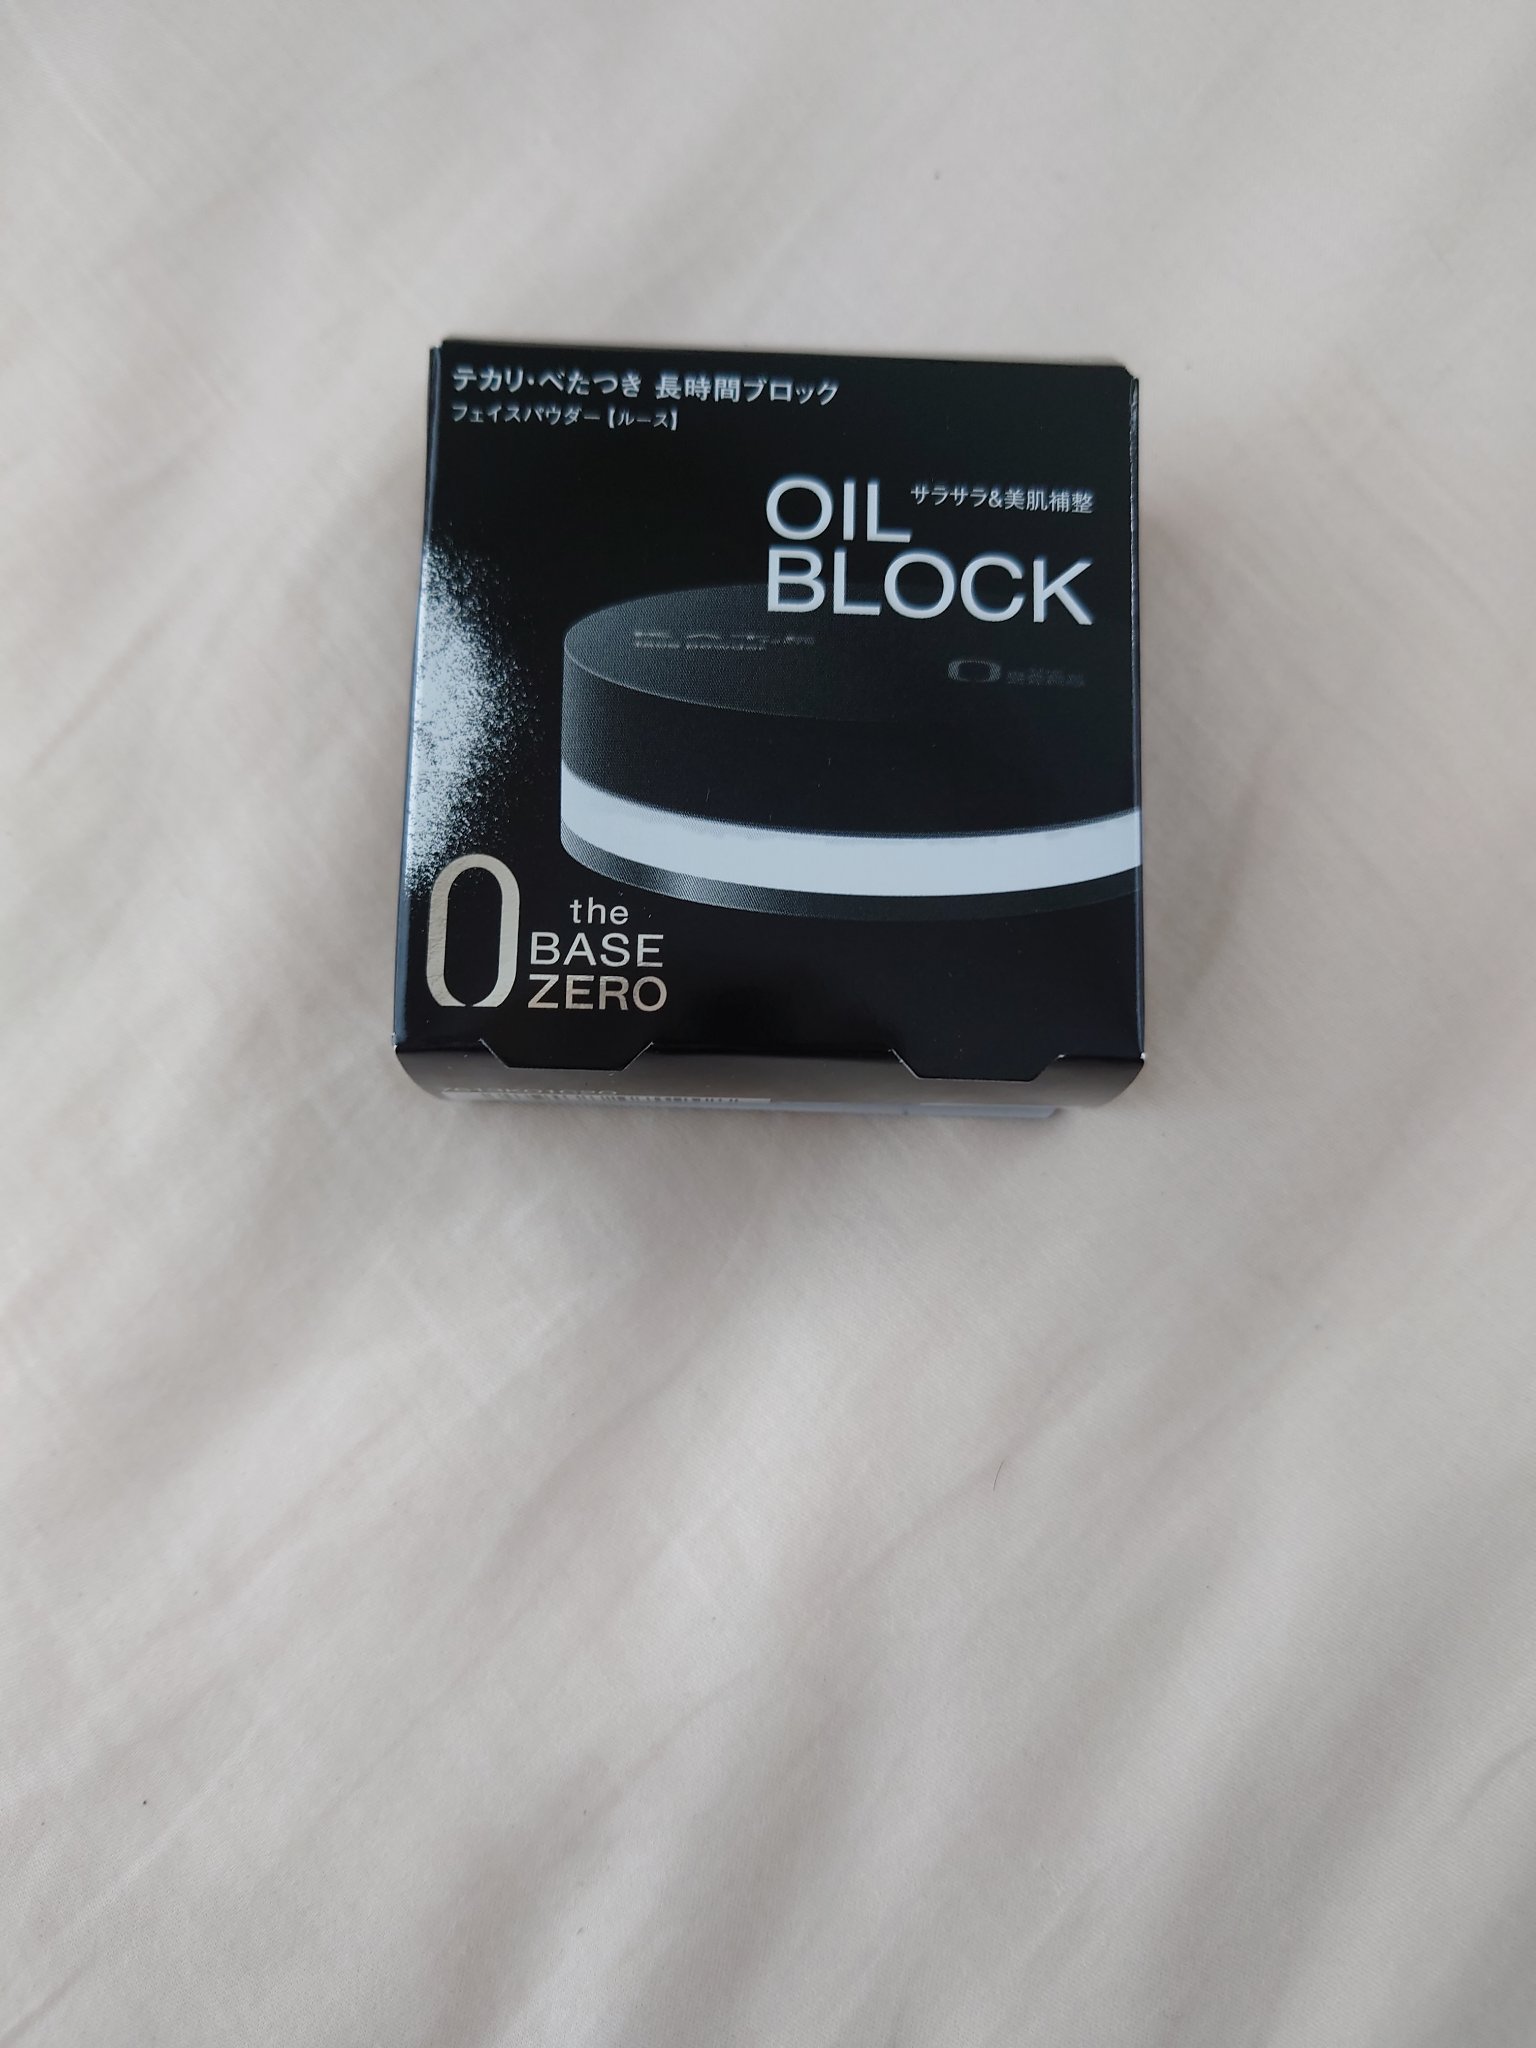 テカリ・べたつき 長時間ブロック
フェイスパウダー【ルース】
OIL サラサラ&美肌補整
BLOCK
the
BASE
ZERO